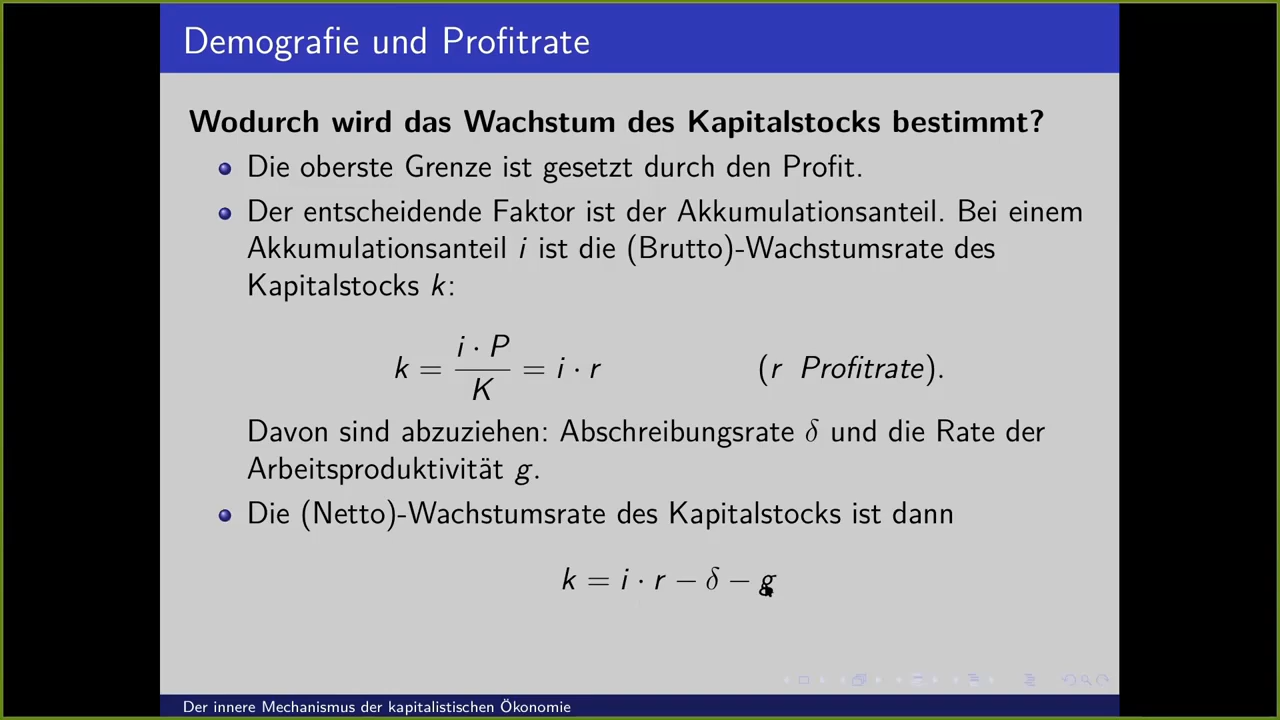 Demografie und Profitrate
Wodurch wird das Wachstum des Kapitalstocks bestimmt?
Die oberste Grenze ist gesetzt durch den Profit.
Der entscheidende Faktor ist der Akkumulationsanteil. Bei einem
Akkumulationsanteil i ist die (Brutto)-Wachstumsrate des
Kapitalstocks k:
k = i · P / K = i · r (r Profitrate).
Davon sind abzuziehen: Abschreibungsrate δ und die Rate der
Arbeitsproduktivität g.
Die (Netto)-Wachstumsrate des Kapitalstocks ist dann
k = i · r − δ − g
Der innere Mechanismus der kapitalistischen Ökonomie